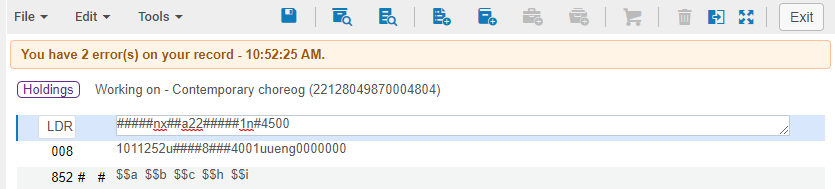 File Edit Tools Exit
You have 2 error(s) on your record - 10:52:25 AM.
Holdings Working on - Contemporary choreog (22128049870004804)
LDR #####nx##a22#####1n#4500
008 1011252u####8###4001uueng0000000
852 # # $$a $$b $$c $$h $$i